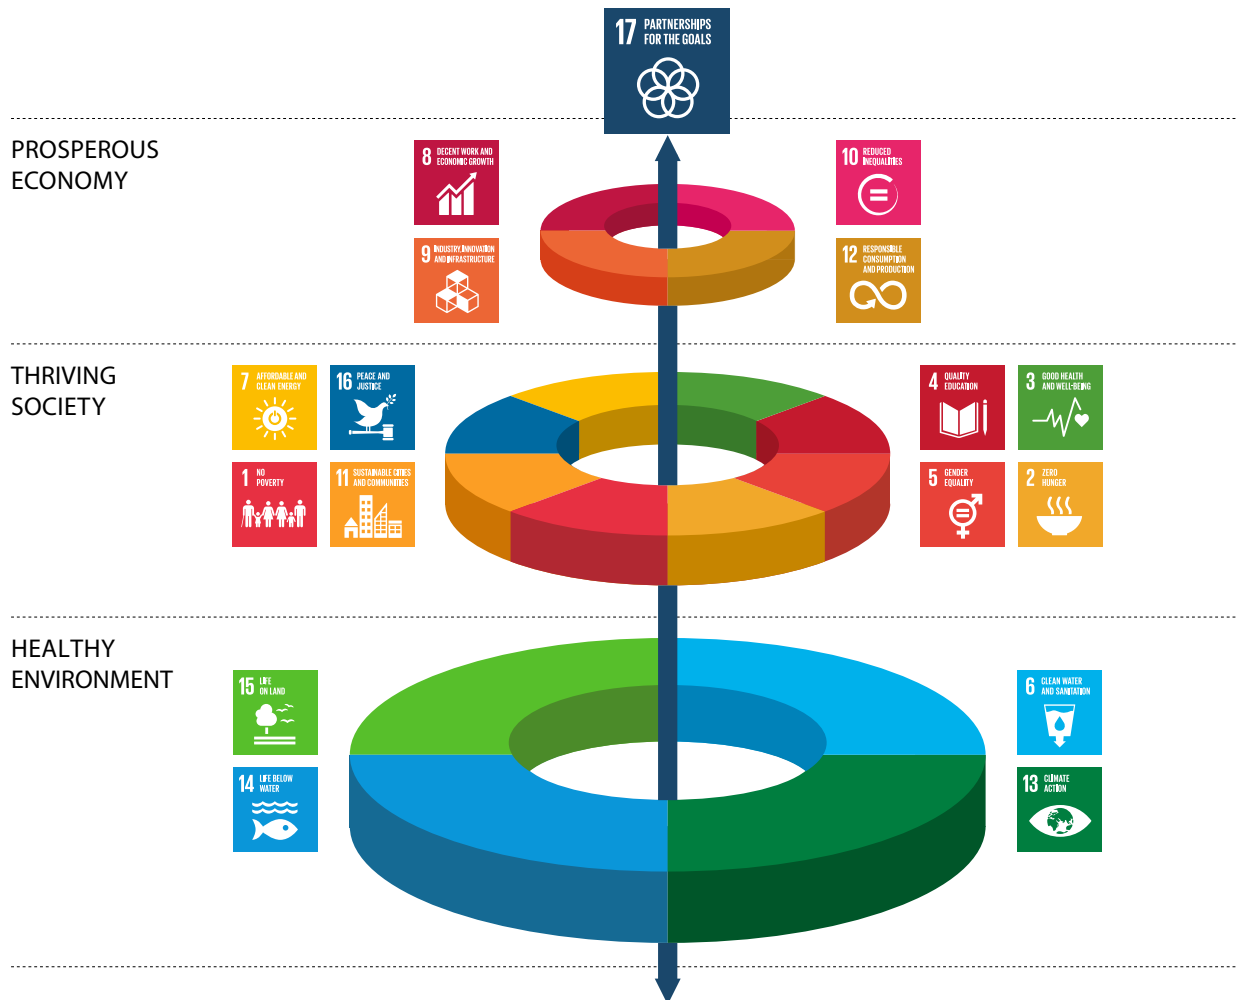 17 PARTNERSHIPS
FOR THE GOALS
PROSPEROUS
ECONOMY
8 DECENT WORK AND
ECONOMIC GROWTH
10 REDUCED
INEQUALITIES
9 INDUSTRY, INNOVATION
AND INFRASTRUCTURE
12 RESPONSIBLE
CONSUMPTION
AND PRODUCTION
THRIVING
SOCIETY
7 AFFORDABLE AND
CLEAN ENERGY
16 PEACE AND
JUSTICE
4 QUALITY
EDUCATION
3 GOOD HEALTH
AND WELL-BEING
1 NO
POVERTY
11 SUSTAINABLE CITIES
AND COMMUNITIES
5 GENDER
EQUALITY
2 ZERO
HUNGER
HEALTHY
ENVIRONMENT
15 LIFE
ON LAND
6 CLEAN WATER
AND SANITATION
14 LIFE BELOW
WATER
13 CLIMATE
ACTION